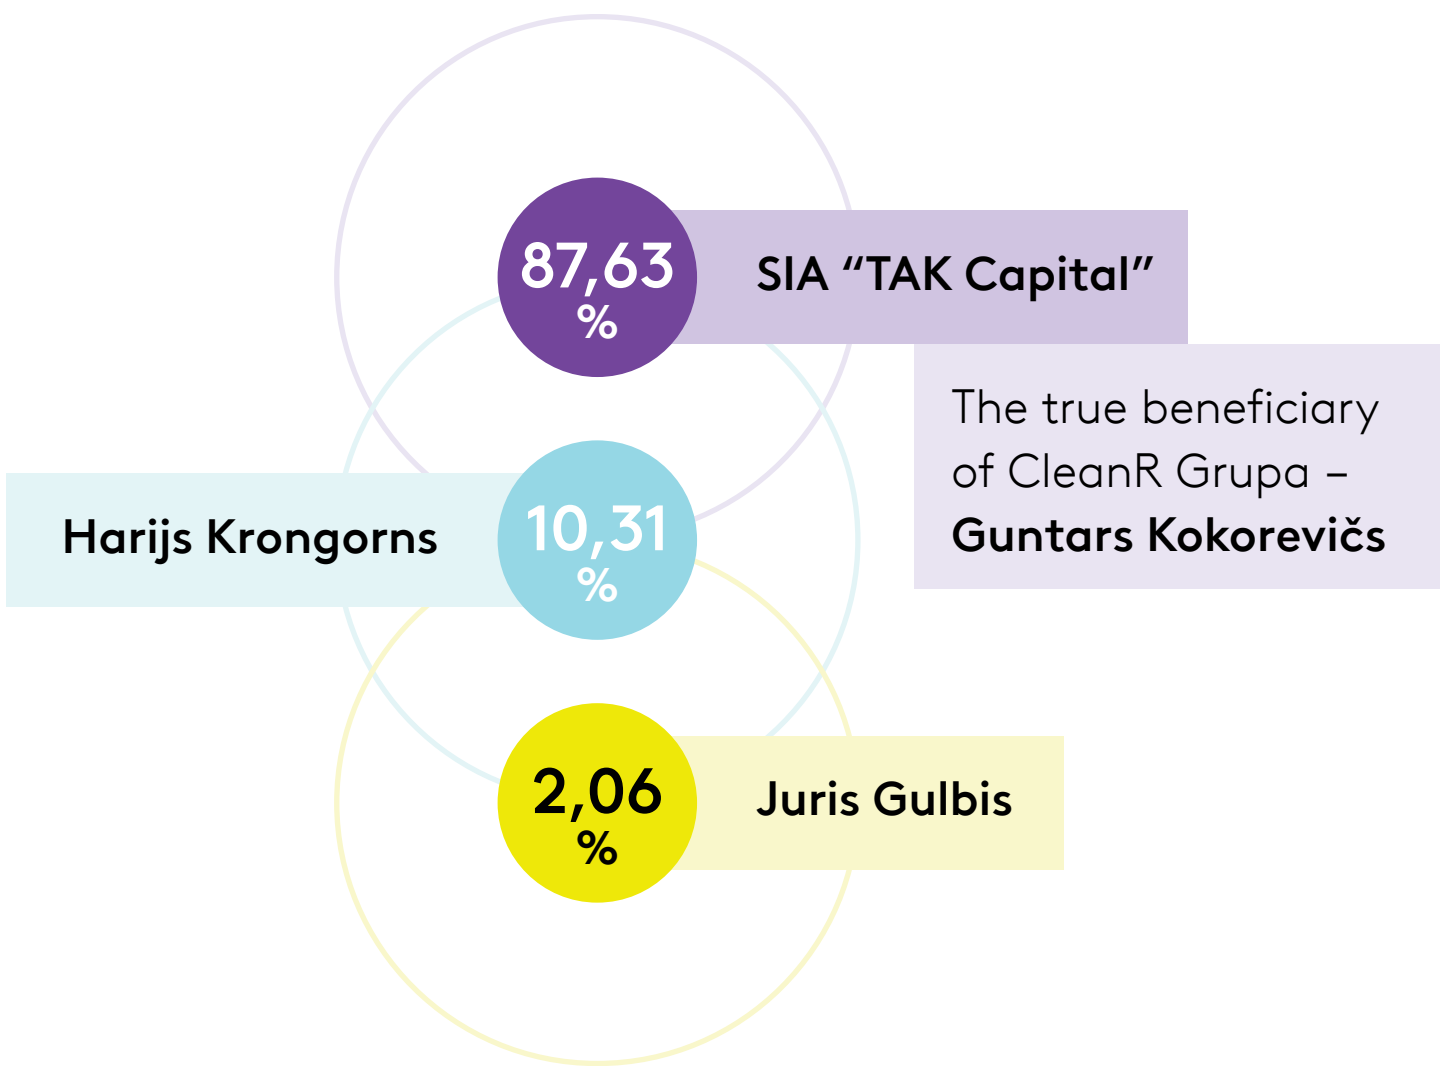 87,63
%
SIA “TAK Capital”
The true beneficiary
of CleanR Grupa –
Guntars Kokorevičs
Harijs Krongorns
10,31
%
2,06
%
Juris Gulbis